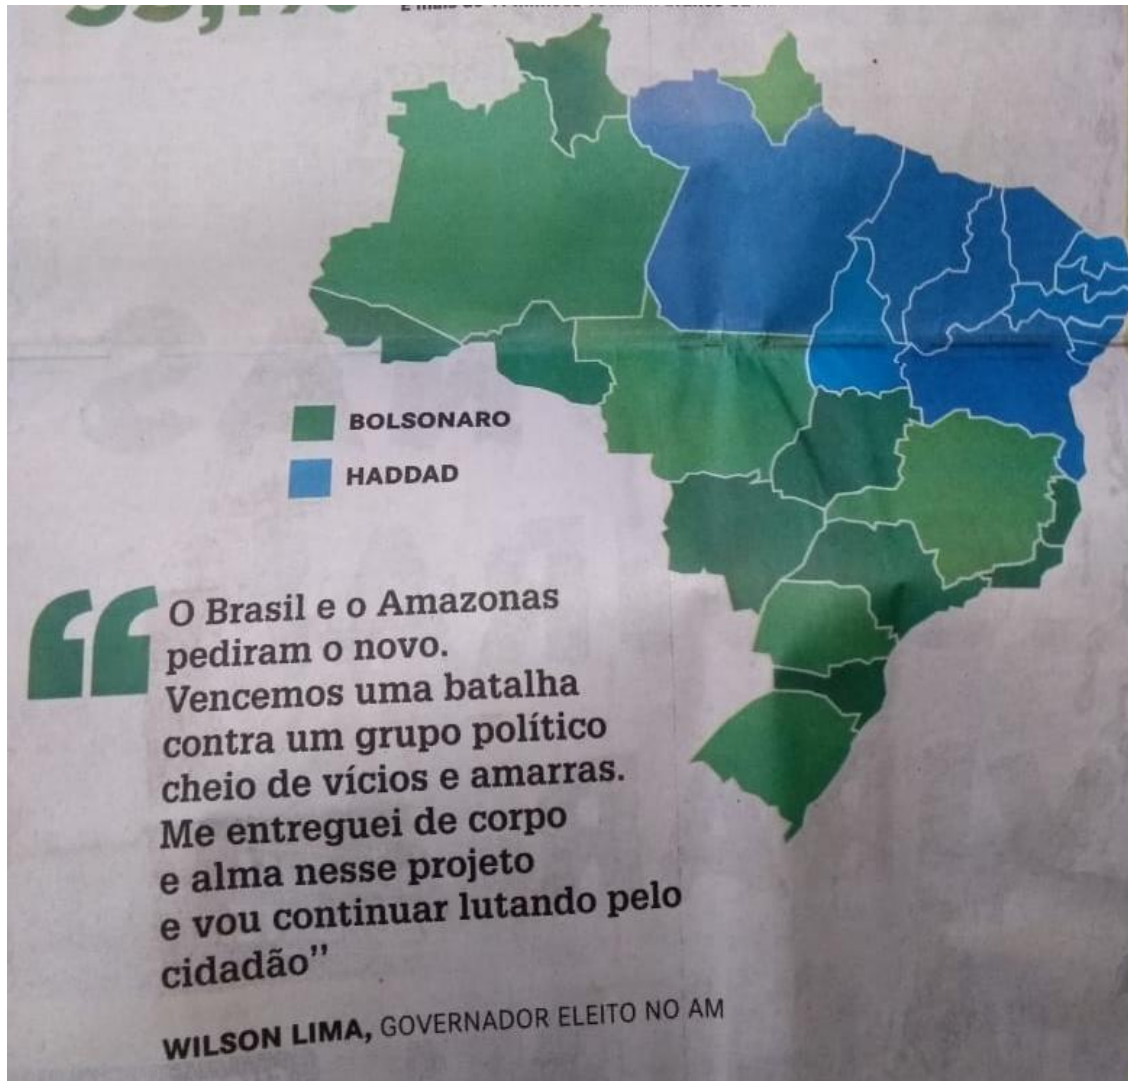 BOLSONARO
HADDAD
“O Brasil e o Amazonas
pediram o novo.
Vencemos uma batalha
contra um grupo político
cheio de vícios e amarras.
Me entreguei de corpo
e alma nesse projeto
e vou continuar lutando pelo
cidadão”
WILSON LIMA, GOVERNADOR ELEITO NO AM